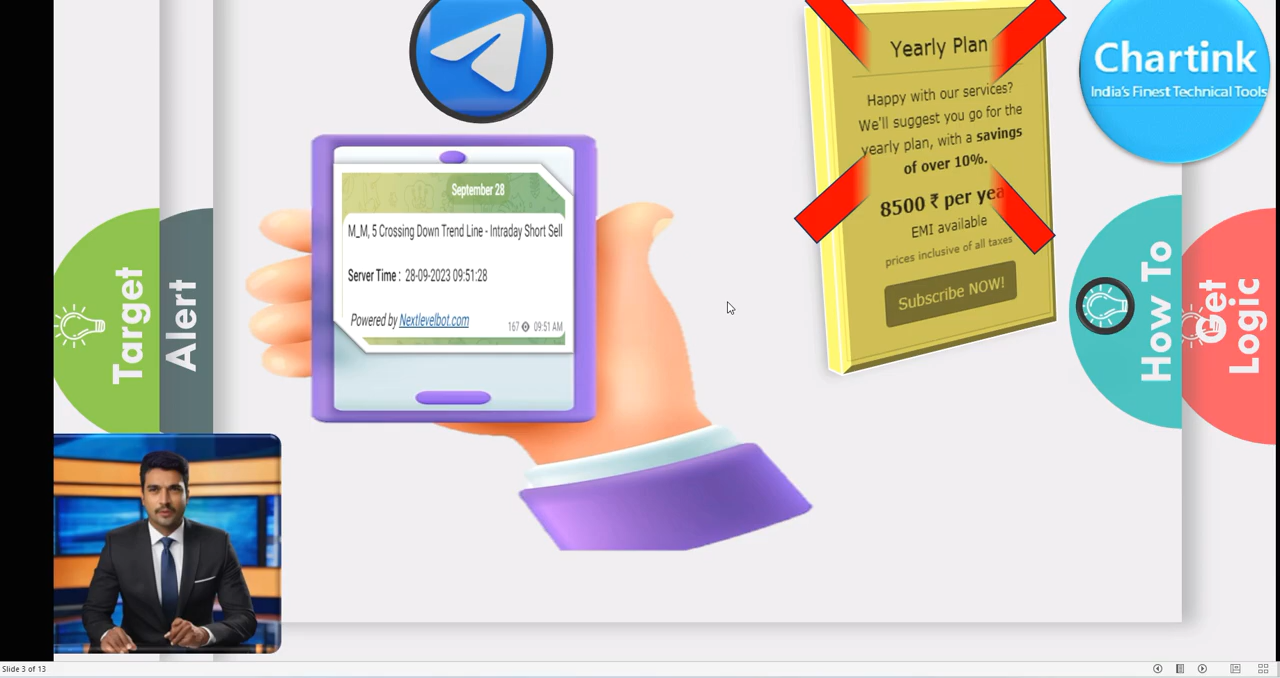 Target
Alert
September 28
M_M, 5 Crossing Down Trend Line - Intraday Short Sell
Server Time : 28-09-2023 09:51:28
Powered by Nextlevelbot.com
167 09:51 AM
Yearly Plan
Happy with our services?
We'll suggest you go for the
yearly plan, with a savings
of over 10%.
8500 ₹ per yea
EMI available
prices inclusive of all taxes
Subscribe NOW!
Chartink
India's Finest Technical Tools
How To
Get
Logic
Slide 3 of 13